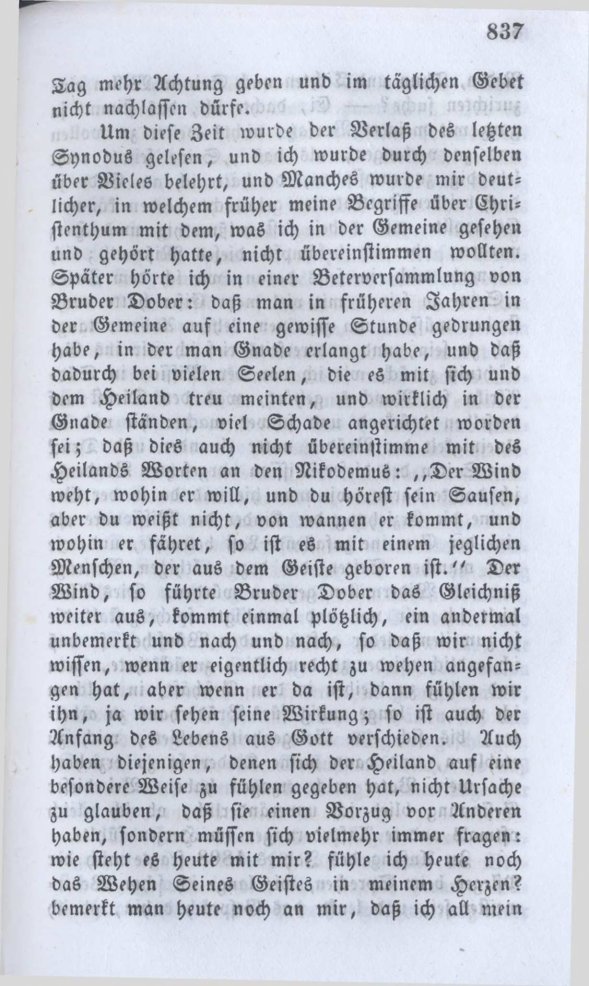 837
Tag mehr Achtung geben und im täglichen Gebet
nicht nachlassen dürfe.
Um diese Zeit wurde der Verlaß des letzten
Synodus gelesen, und ich wurde durch denselben
über Vieles belehrt, und Manches wurde mir deut-
licher, in welchem früher meine Begriffe über Chri-
stenthum mit dem, was ich in der Gemeine gesehen
und gehört hatte, nicht übereinstimmen wollten.
Später hörte ich in einer Beterversammlung von
Bruder Dober: daß man in früheren Jahren in
der Gemeine auf eine gewisse Stunde gedrungen
habe, in der man Gnade erlangt habe, und daß
dadurch bei vielen Seelen, die es mit sich und
dem Heiland treu meinten, und wirklich in der
Gnade ständen, viel Schade angerichtet worden
sei; daß dies auch nicht übereinstimme mit des
Heilands Worten an den Nikodemus: ,,Der Wind
weht, wohin er will, und du hörest sein Sausen,
aber du weißt nicht, von wannen er kommt, und
wohin er fähret, so ist es mit einem jeglichen
Menschen, der aus dem Geiste geboren ist.“ Der
Wind, so führte Bruder Dober das Gleichniß
weiter aus, kommt einmal plötzlich, ein andermal
unbemerkt und nach und nach, so daß wir nicht
wissen, wenn er eigentlich recht zu wehen angefan-
gen hat, aber wenn er da ist, dann fühlen wir
ihn, ja wir sehen seine Wirkung; so ist auch der
Anfang des Lebens aus Gott verschieden. Auch
haben diejenigen, denen sich der Heiland auf eine
besondere Weise zu fühlen gegeben hat, nicht Ursache
zu glauben, daß sie einen Vorzug vor Anderen
haben, sondern müssen sich vielmehr immer fragen:
wie steht es heute mit mir? fühle ich heute noch
das Wehen Seines Geistes in meinem Herzen?
bemerkt man heute noch an mir, daß ich all mein